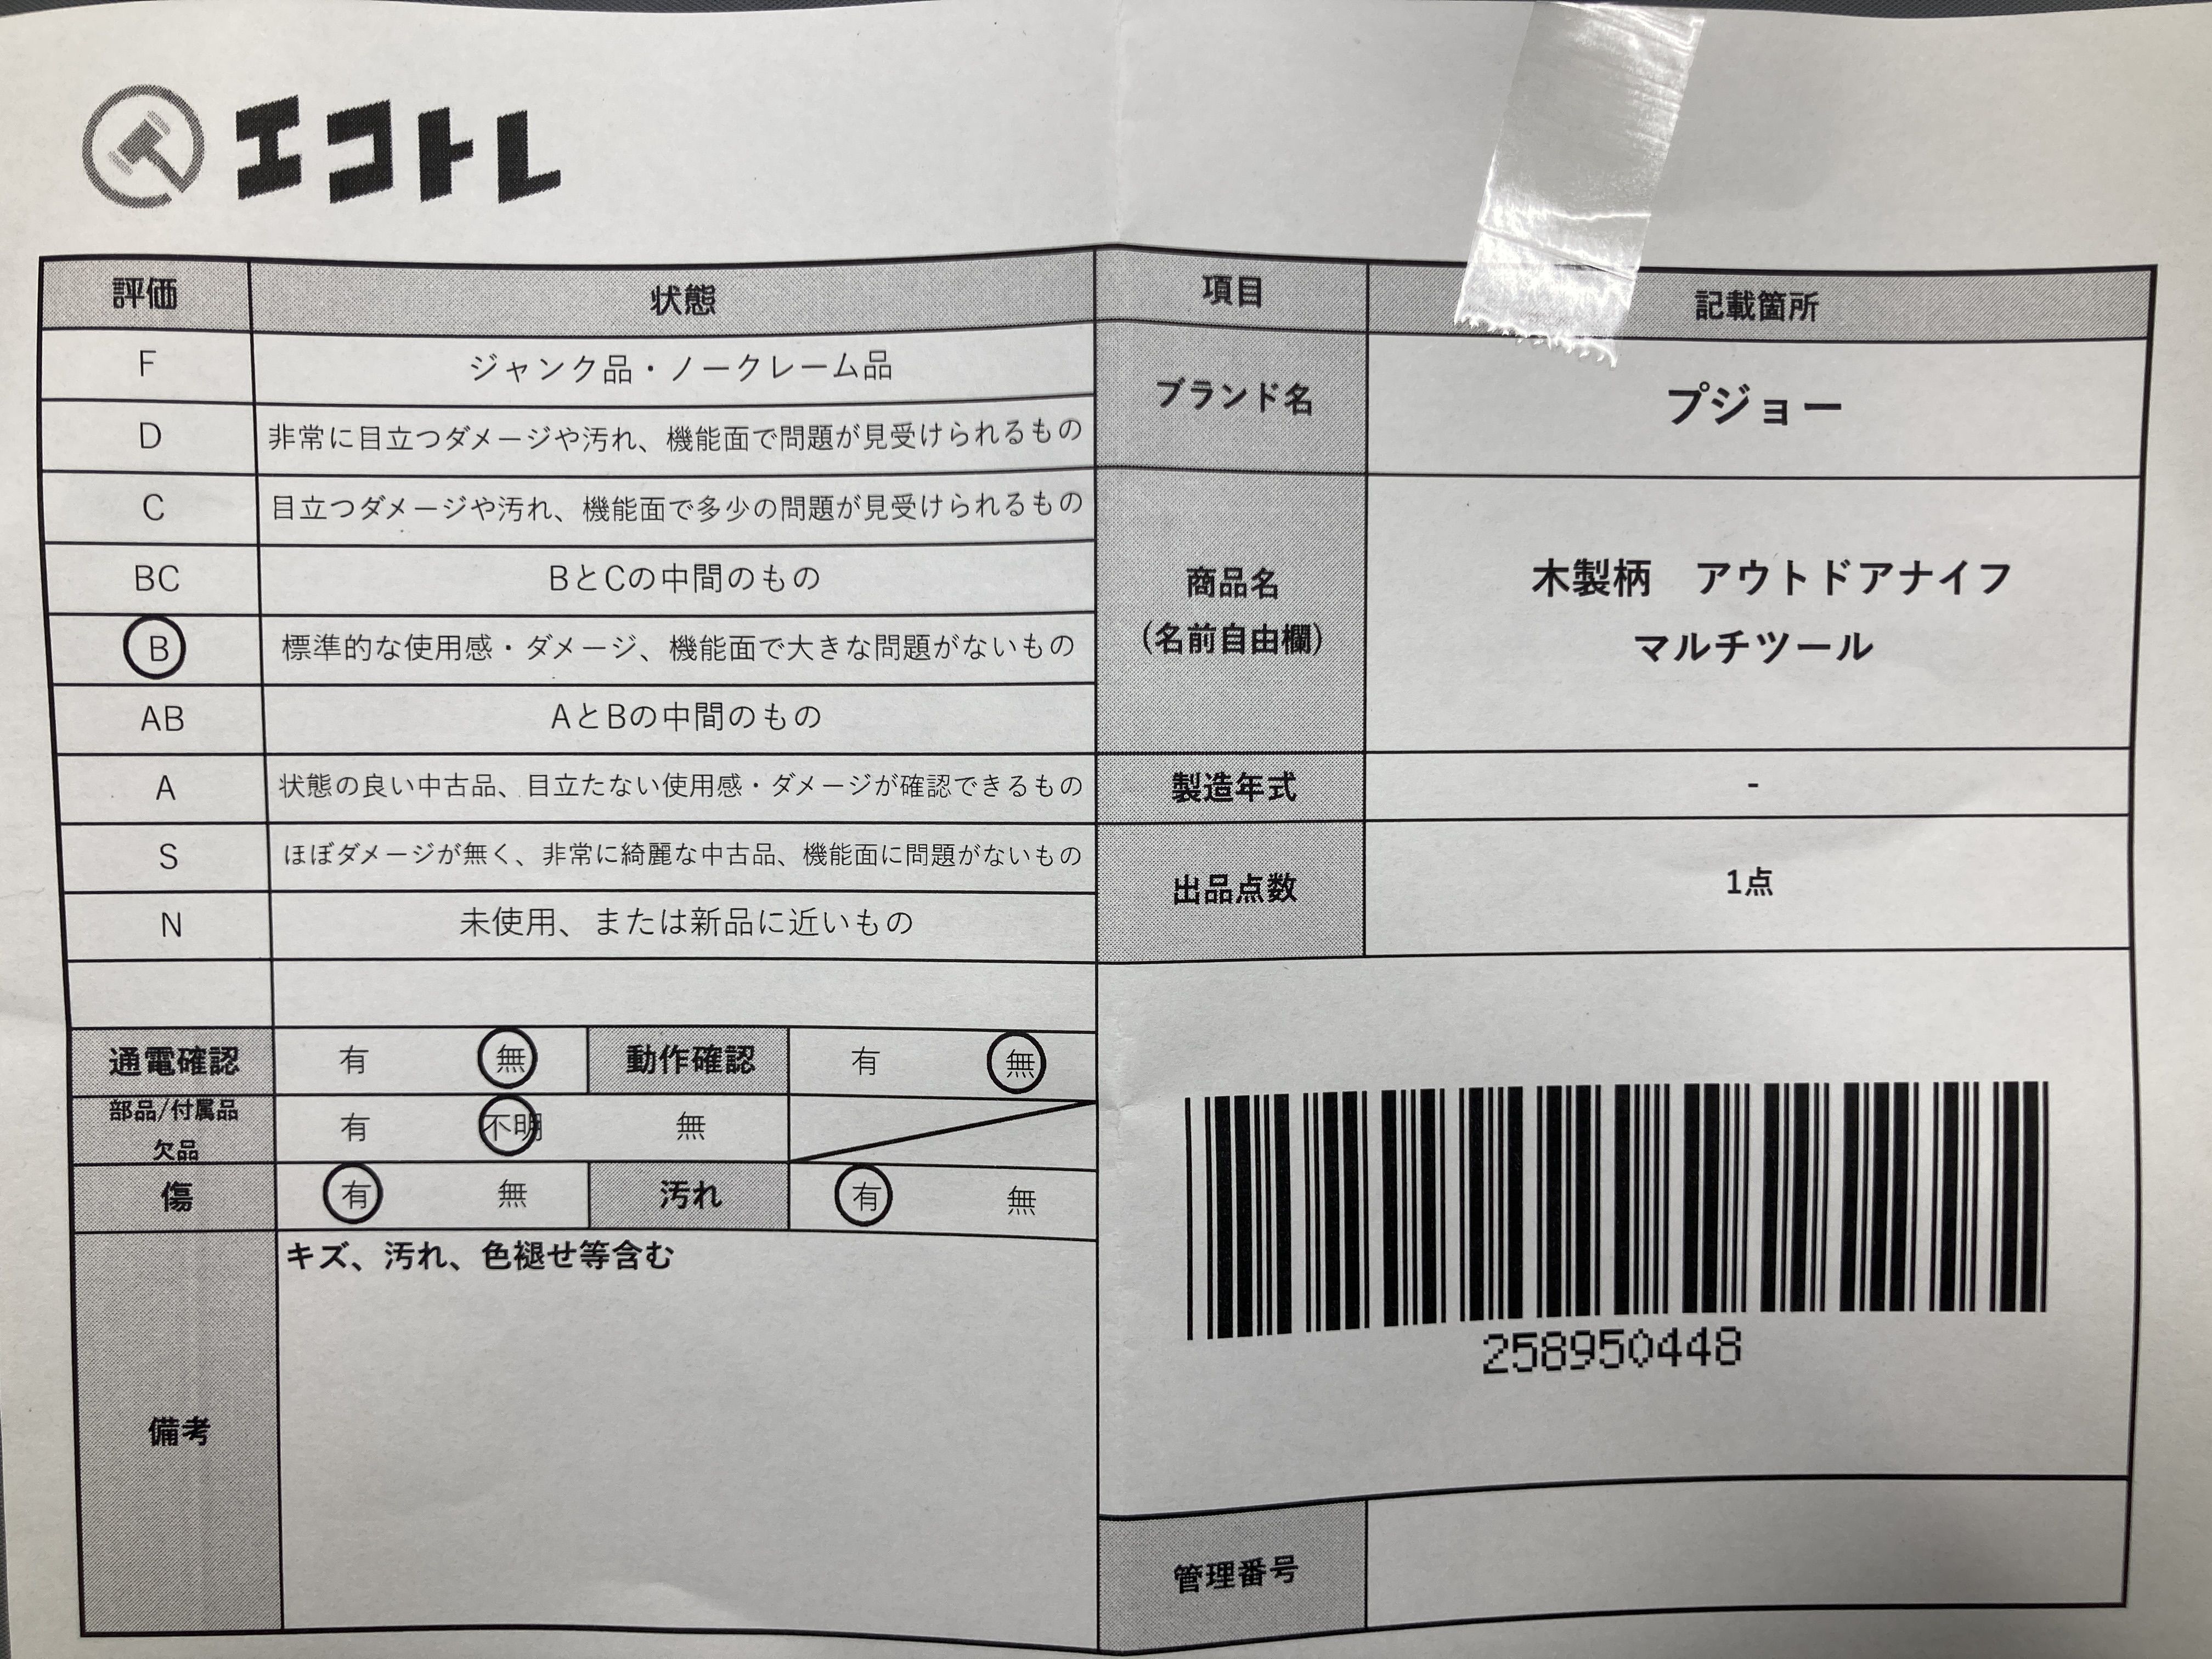 エコトレ
評価 状態
F ジャンク品・ノークレーム品
D 非常に目立つダメージや汚れ、機能面で問題が見受けられるもの
C 目立つダメージや汚れ、機能面で多少の問題が見受けられるもの
BC BとCの中間のもの
B 標準的な使用感・ダメージ、機能面で大きな問題がないもの
AB AとBの中間のもの
A 状態の良い中古品、目立たない使用感・ダメージが確認できるもの
S ほぼダメージが無く、非常に綺麗な中古品、機能面に問題がないもの
N 未使用、または新品に近いもの
通電確認 有 無 動作確認 有 無
部品/付属品
欠品 有 不明 無
傷 有 無 汚れ 有 無
備考 キズ、汚れ、色褪せ等含む
項目 記載箇所
ブランド名 プジョー
商品名
(名前自由欄)
木製柄 アウトドアナイフ
マルチツール
製造年式 -
出品点数 1点
258950448
管理番号